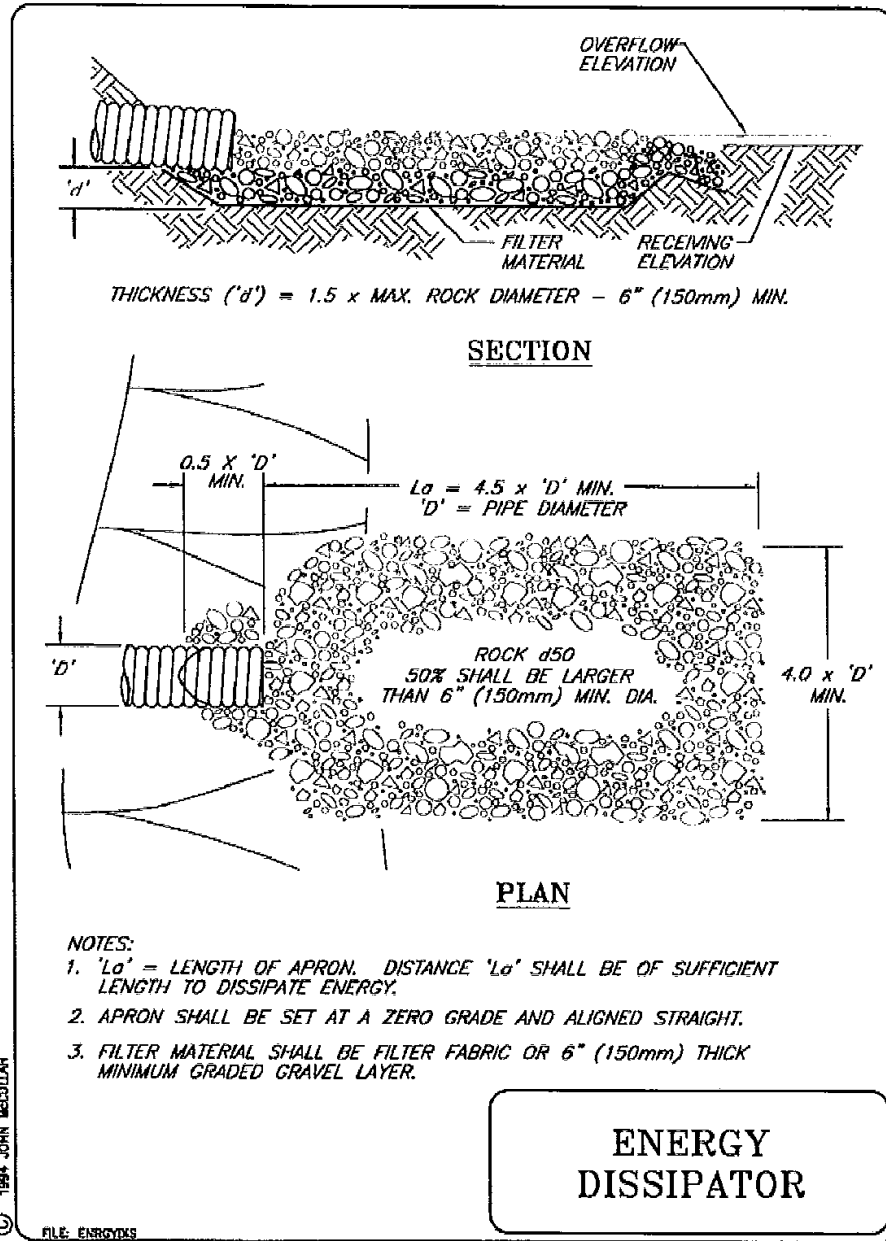 OVERFLOW
ELEVATION
'd'
FILTER
MATERIAL
RECEIVING
ELEVATION
THICKNESS ('d') = 1.5 x MAX. ROCK DIAMETER - 6" (150mm) MIN.
SECTION
0.5 X 'D'
MIN.
La = 4.5 x 'D' MIN.
'D' = PIPE DIAMETER
'D'
ROCK d50
50% SHALL BE LARGER
THAN 6" (150mm) MIN. DIA.
4.0 x 'D'
MIN.
PLAN
NOTES:
1. 'La' = LENGTH OF APRON. DISTANCE 'La' SHALL BE OF SUFFICIENT
LENGTH TO DISSIPATE ENERGY.
2. APRON SHALL BE SET AT A ZERO GRADE AND ALIGNED STRAIGHT.
3. FILTER MATERIAL SHALL BE FILTER FABRIC OR 6" (150mm) THICK
MINIMUM GRADED GRAVEL LAYER.
ENERGY
DISSIPATOR
© 1994 JOHN McCULLAH
FILE: ENRGYDIS